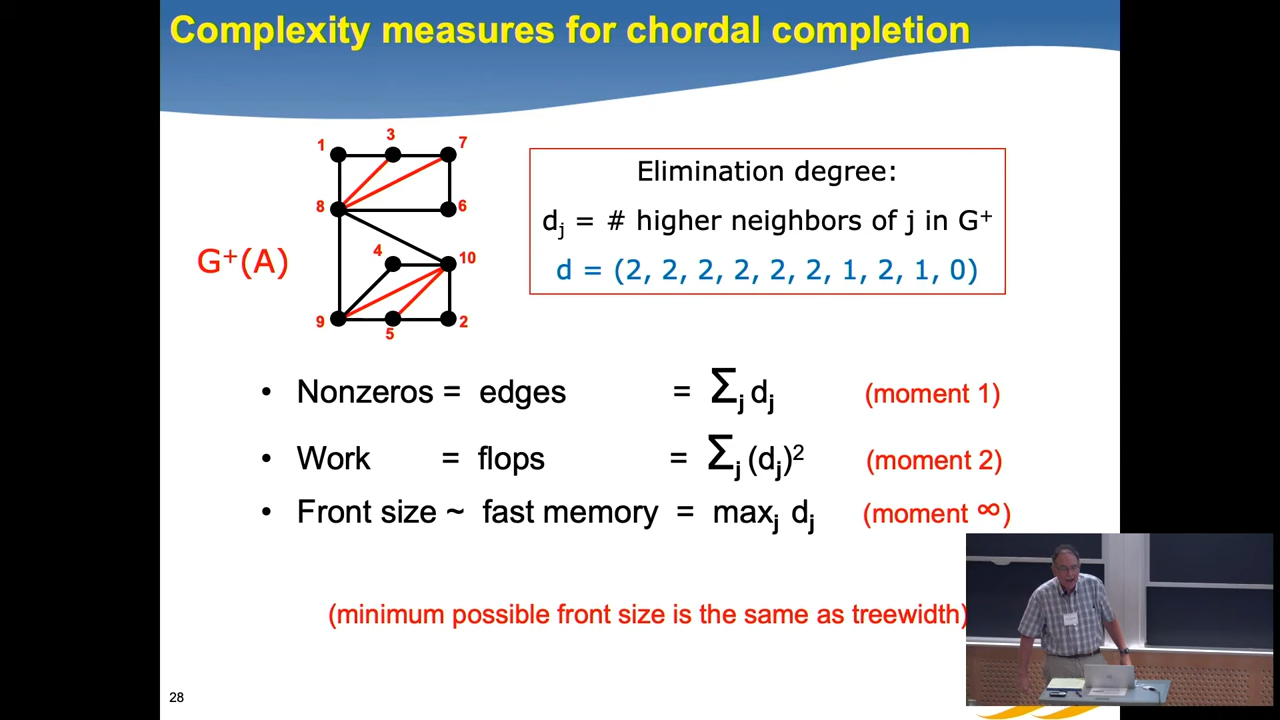 Complexity measures for chordal completion
1 3 7
8 6
G⁺(A)
4 10
9 5 2
Elimination degree:
dⱼ = # higher neighbors of j in G⁺
d = (2, 2, 2, 2, 2, 2, 1, 2, 1, 0)
• Nonzeros = edges = Σⱼ dⱼ (moment 1)
• Work = flops = Σⱼ (dⱼ)² (moment 2)
• Front size ~ fast memory = maxⱼ dⱼ (moment ∞)
(minimum possible front size is the same as treewidth)
28